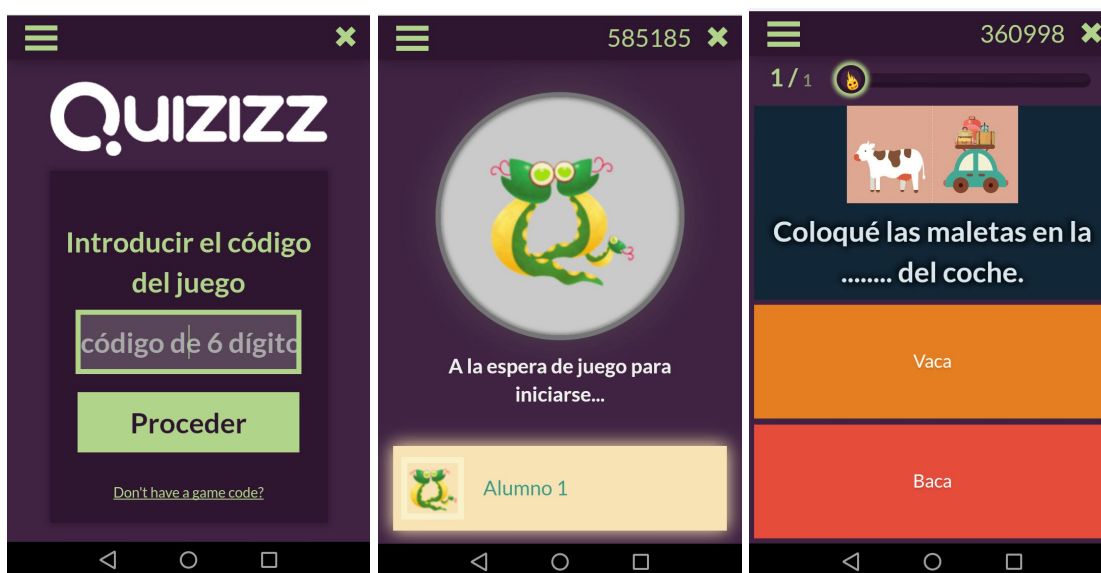 Quizizz
Introducir el código
del juego
código de 6 dígito
Proceder
Don't have a game code?
585185
A la espera de juego para
iniciarse...
Alumno 1
360998
1/1
Coloqué las maletas en la
........ del coche.
Vaca
Baca